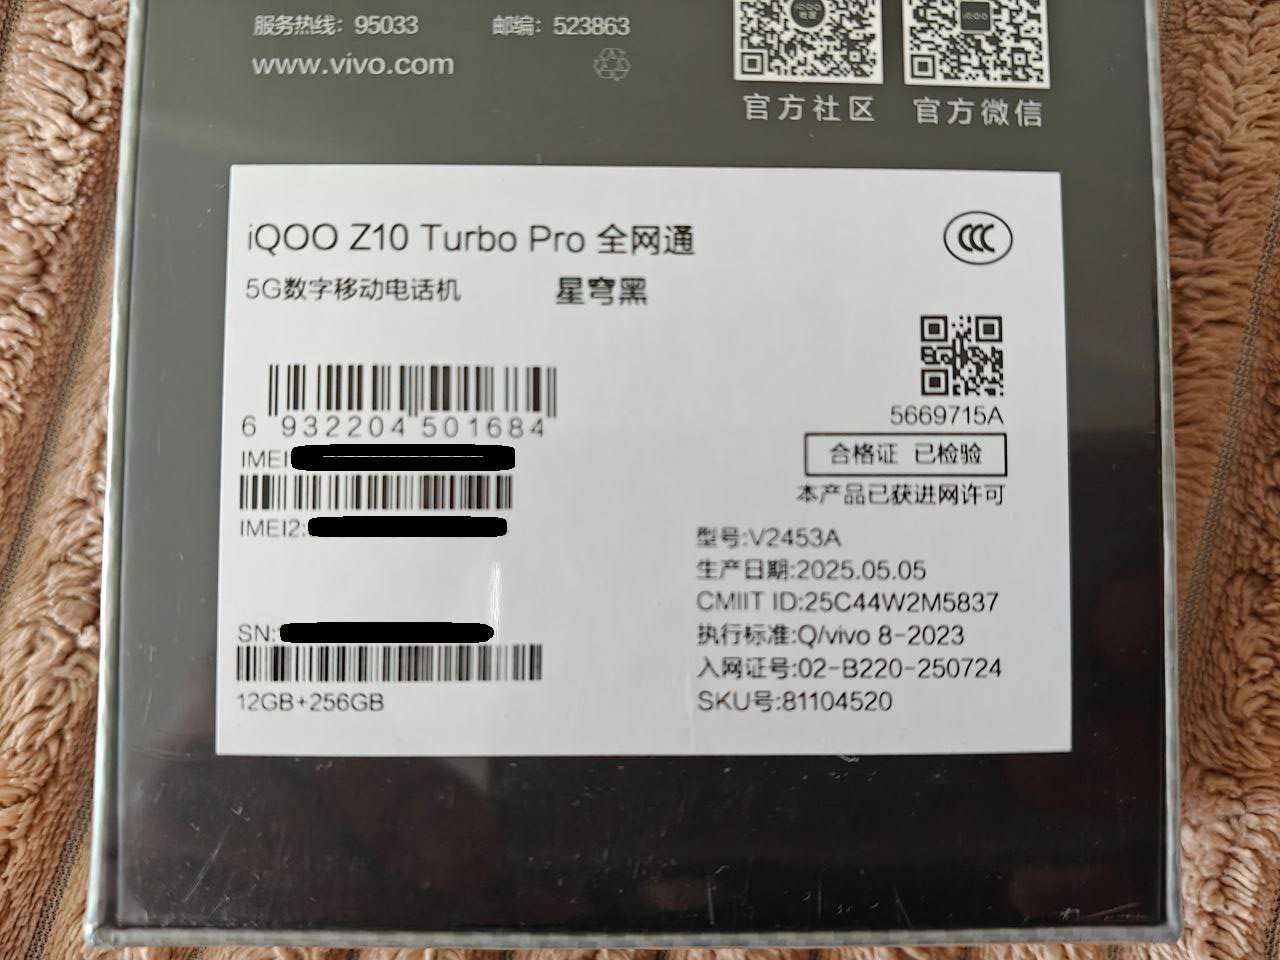 服务热线：95033
邮编：523863
www.vivo.com
官方社区
官方微信
iQOO Z10 Turbo Pro 全网通
5G数字移动电话机
星穹黑
6 932204 501684
IMEI
IMEI2:
SN:
12GB+256GB
5669715A
合格证 已检验
本产品已获进网许可
型号:V2453A
生产日期:2025.05.05
CMIIT ID:25C44W2M5837
执行标准:Q/vivo 8-2023
入网证号:02-B220-250724
SKU号:81104520